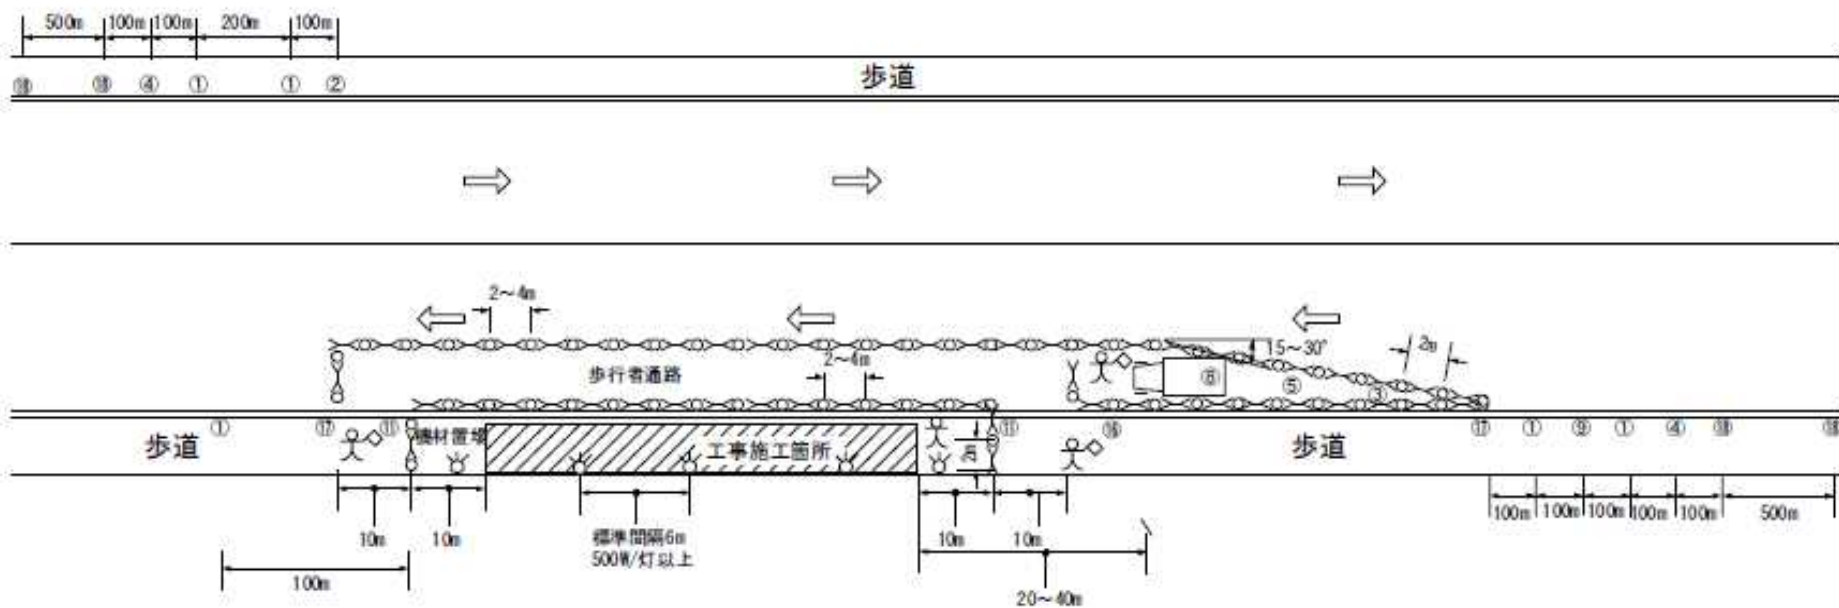 500m 100m 100m 200m 100m
⑱ ⑱ ④ ① ① ②
歩道
2～4m
15～30°
2m
2～4m
歩行者通路
⑥ ⑤ ③
① ⑰ ⑪ ⑪ ⑯ ⑰ ① ⑨ ① ④ ⑱ ⑱
歩道 機材置場 工事施工箇所 2m 歩道
100m 100m 100m 100m 100m 500m
10m 10m 標準間隔6m 10m 10m
500W/灯以上
100m
20～40m